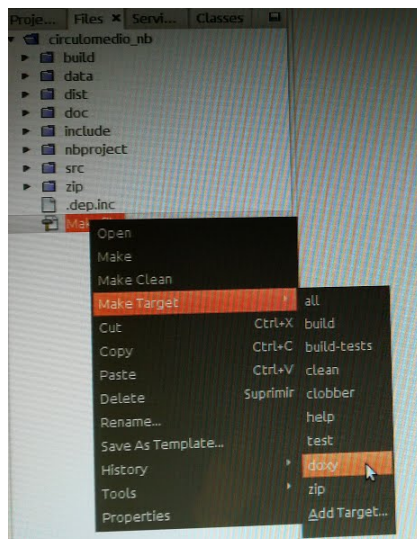 Proje... Files × Servi... Classes
circulomedio_nb
build
data
dist
doc
include
nbproject
src
zip
.dep.inc
Open
Make
Make Clean
Make Target
Cut Ctrl+X
Copy Ctrl+C
Paste Ctrl+V
Delete Suprimir
Rename...
Save As Template...
History
Tools
Properties
all
build
build-tests
clean
clobber
help
test
doxy
zip
Add Target...